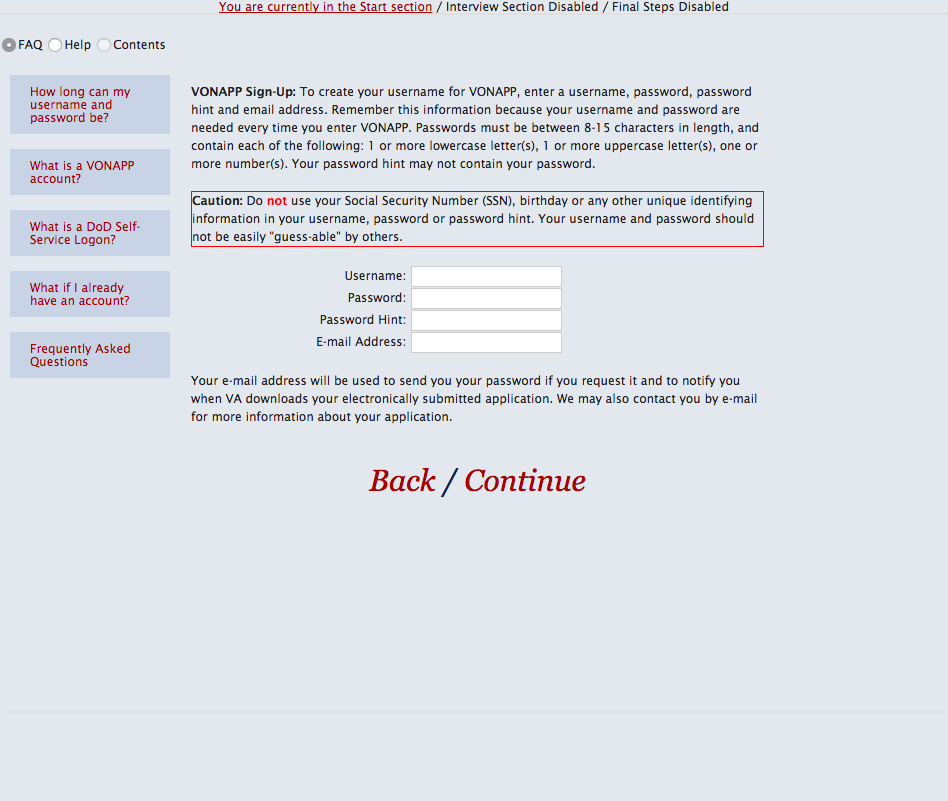 You are currently in the Start section / Interview Section Disabled / Final Steps Disabled
FAQ Help Contents
How long can my
username and
password be?
What is a VONAPP
account?
What is a DoD Self-
Service Logon?
What if I already
have an account?
Frequently Asked
Questions
VONAPP Sign-Up: To create your username for VONAPP, enter a username, password, password
hint and email address. Remember this information because your username and password are
needed every time you enter VONAPP. Passwords must be between 8-15 characters in length, and
contain each of the following: 1 or more lowercase letter(s), 1 or more uppercase letter(s), one or
more number(s). Your password hint may not contain your password.
Caution: Do not use your Social Security Number (SSN), birthday or any other unique identifying
information in your username, password or password hint. Your username and password should
not be easily "guess-able" by others.
Username:
Password:
Password Hint:
E-mail Address:
Your e-mail address will be used to send you your password if you request it and to notify you
when VA downloads your electronically submitted application. We may also contact you by e-mail
for more information about your application.
Back / Continue